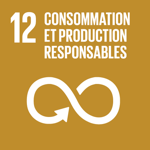 12 CONSOMMATION
ET PRODUCTION
RESPONSABLES